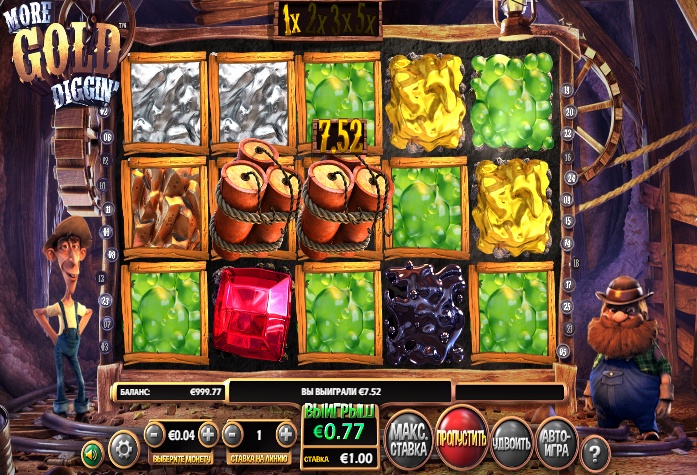 MORE
GOLD
DIGGIN'
™
1x 2x 3x 5x
7.52
БАЛАНС: €999.77
ВЫ ВЫИГРАЛИ €7.52
ВЫИГРЫШ
€0.77
СТАВКА €1.00
€0.04
ВЫБЕРИТЕ МОНЕТУ
1
СТАВКА НА ЛИНИЮ
МАКС.
СТАВКА
ПРОПУСТИТЬ
УДВОИТЬ
АВТО-
ИГРА
?